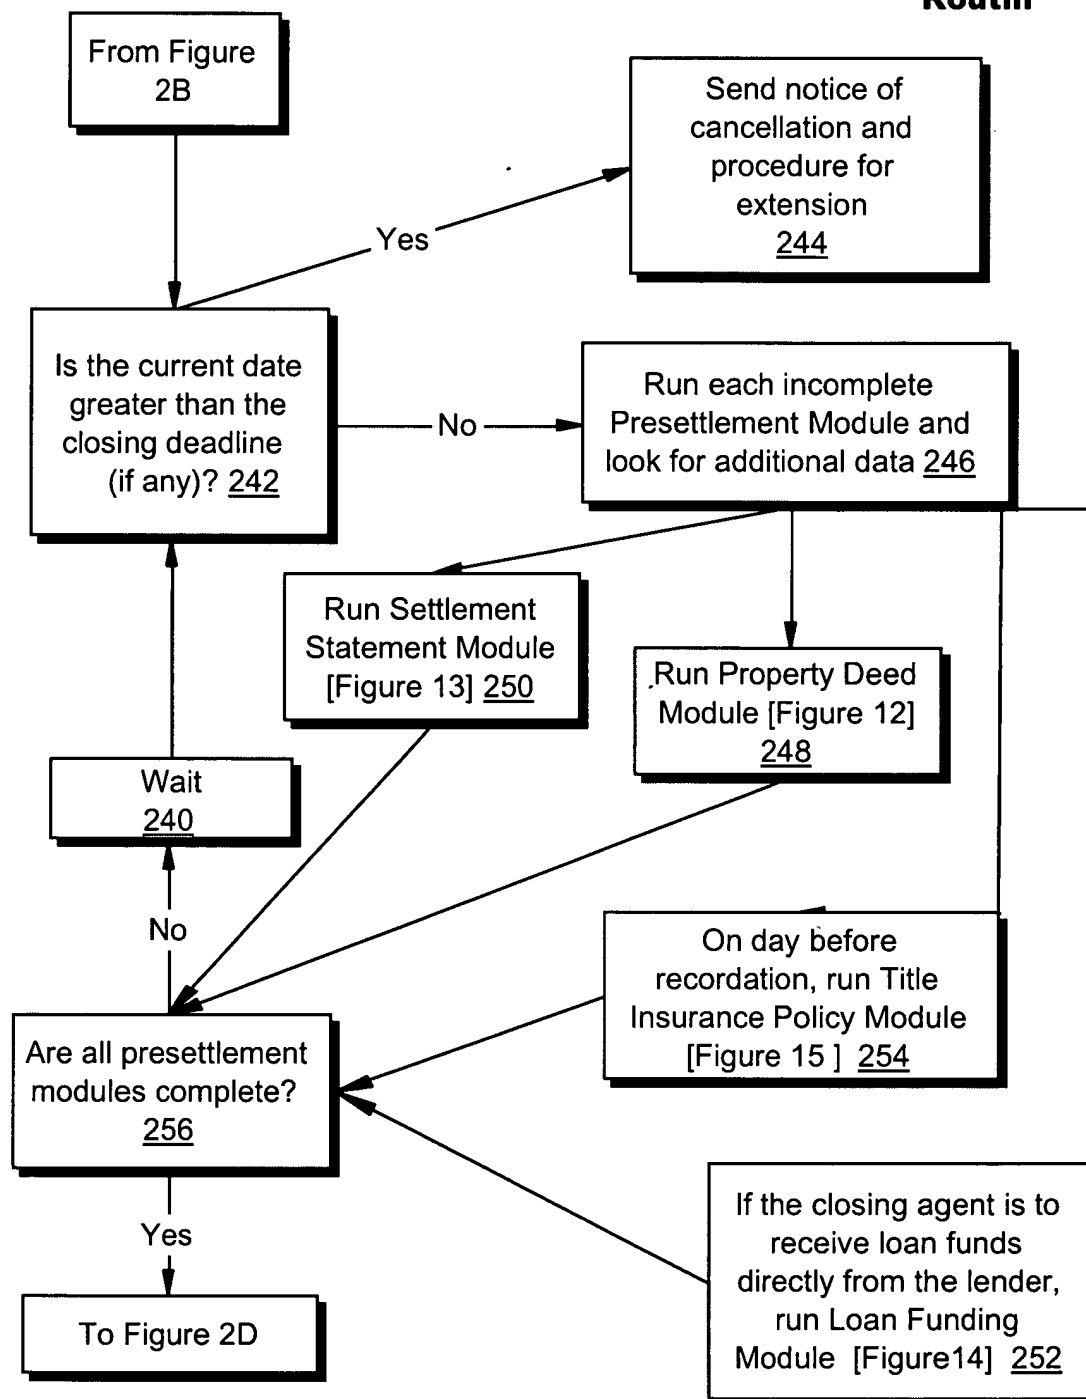 From Figure
2B
Send notice of
cancellation and
procedure for
extension
244
Yes
Is the current date
greater than the
closing deadline
(if any)? 242
No
Run each incomplete
Presettlement Module and
look for additional data 246
Run Settlement
Statement Module
[Figure 13] 250
Run Property Deed
Module [Figure 12]
248
Wait
240
No
On day before
recordation, run Title
Insurance Policy Module
[Figure 15 ] 254
Are all presettlement
modules complete?
256
Yes
If the closing agent is to
receive loan funds
directly from the lender,
run Loan Funding
Module [Figure14] 252
To Figure 2D